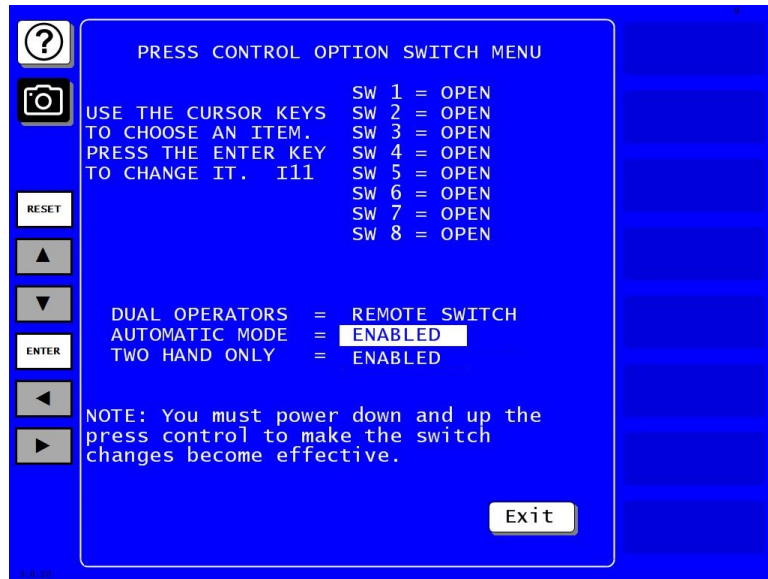 ?
PRESS CONTROL OPTION SWITCH MENU
SW 1 = OPEN
USE THE CURSOR KEYS SW 2 = OPEN
TO CHOOSE AN ITEM. SW 3 = OPEN
PRESS THE ENTER KEY SW 4 = OPEN
TO CHANGE IT. I11 SW 5 = OPEN
SW 6 = OPEN
SW 7 = OPEN
SW 8 = OPEN
RESET
DUAL OPERATORS = REMOTE SWITCH
AUTOMATIC MODE = ENABLED
TWO HAND ONLY = ENABLED
ENTER
NOTE: You must power down and up the
press control to make the switch
changes become effective.
Exit